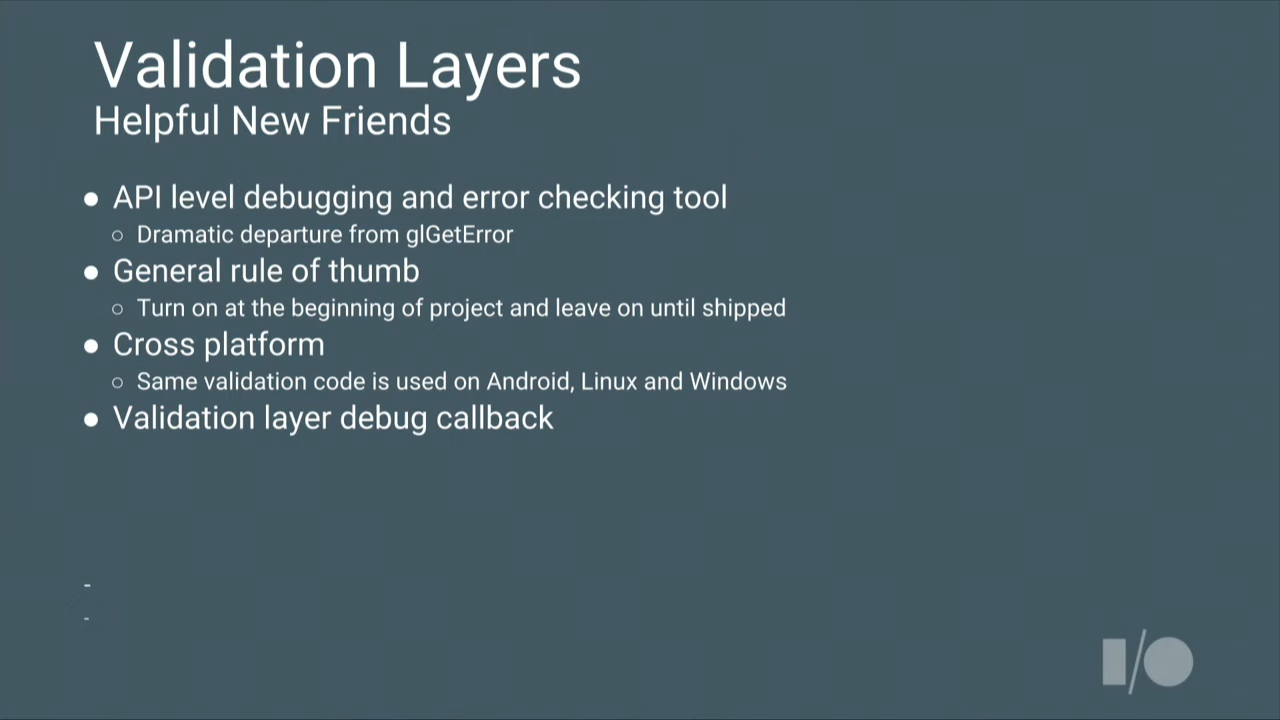 Validation Layers
Helpful New Friends
● API level debugging and error checking tool
○ Dramatic departure from glGetError
● General rule of thumb
○ Turn on at the beginning of project and leave on until shipped
● Cross platform
○ Same validation code is used on Android, Linux and Windows
● Validation layer debug callback
-
-
I/O